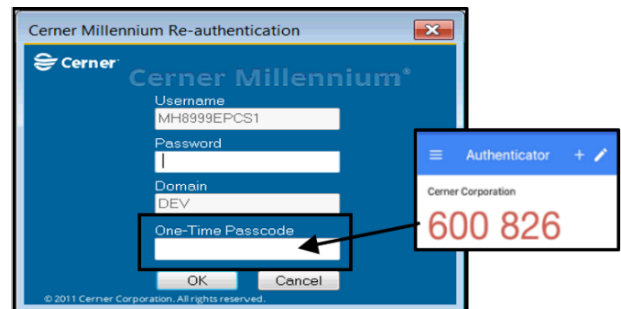 Cerner Millennium Re-authentication
Cerner
Cerner Millennium®
Username
MH8999EPCS1
Password
Domain
DEV
One-Time Passcode
OK Cancel
© 2011 Cerner Corporation. All rights reserved.
Authenticator
Cerner Corporation
600 826